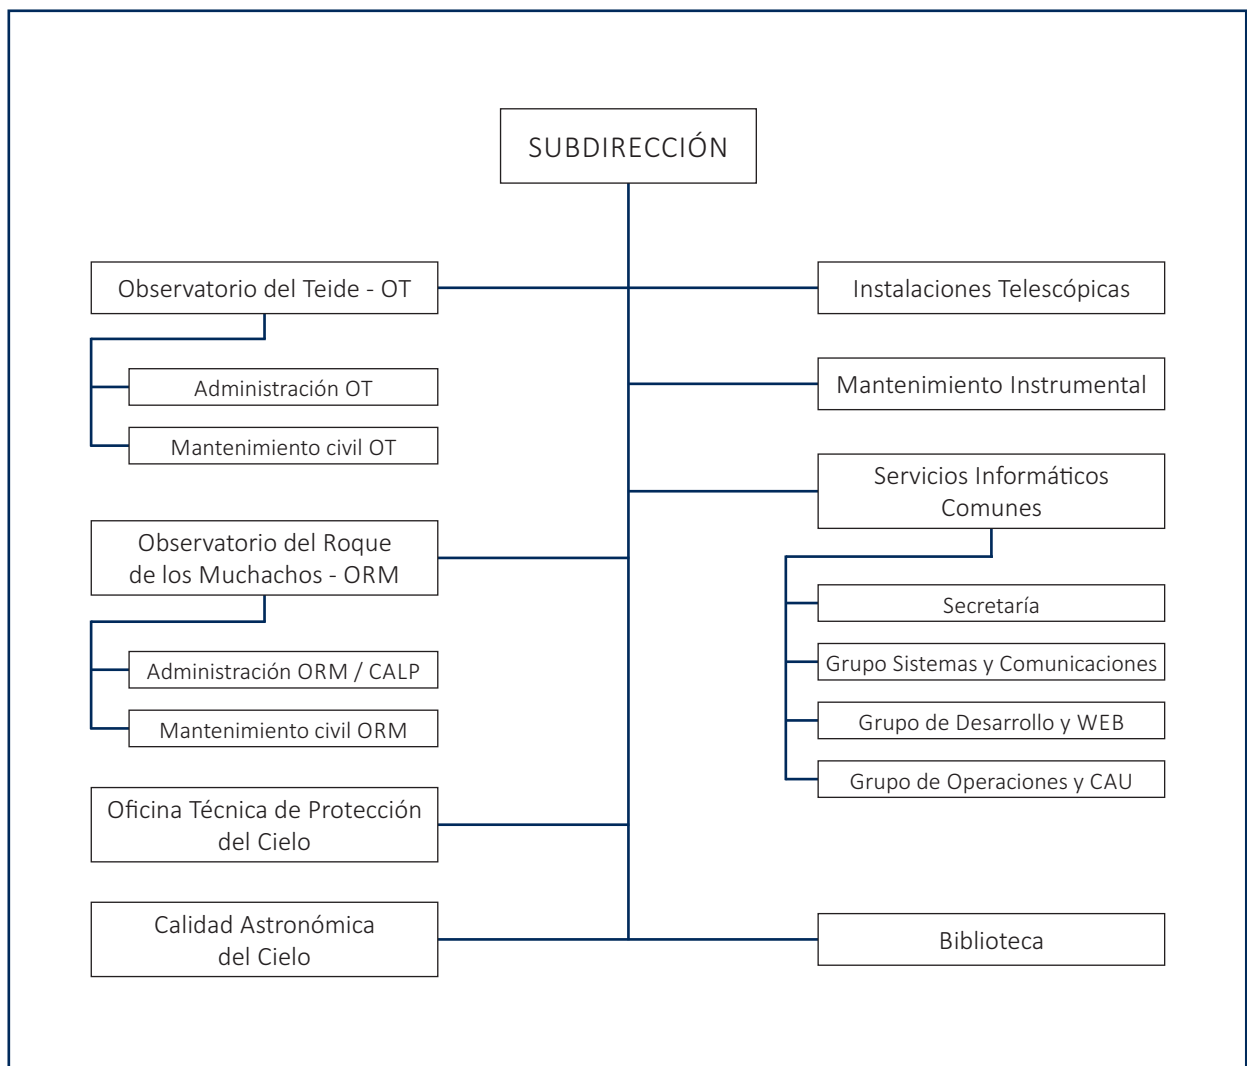 SUBDIRECCIÓN
Observatorio del Teide - OT
Administración OT
Mantenimiento civil OT
Observatorio del Roque
de los Muchachos - ORM
Administración ORM / CALP
Mantenimiento civil ORM
Oficina Técnica de Protección
del Cielo
Calidad Astronómica
del Cielo
Instalaciones Telescópicas
Mantenimiento Instrumental
Servicios Informáticos
Comunes
Secretaría
Grupo Sistemas y Comunicaciones
Grupo de Desarrollo y WEB
Grupo de Operaciones y CAU
Biblioteca